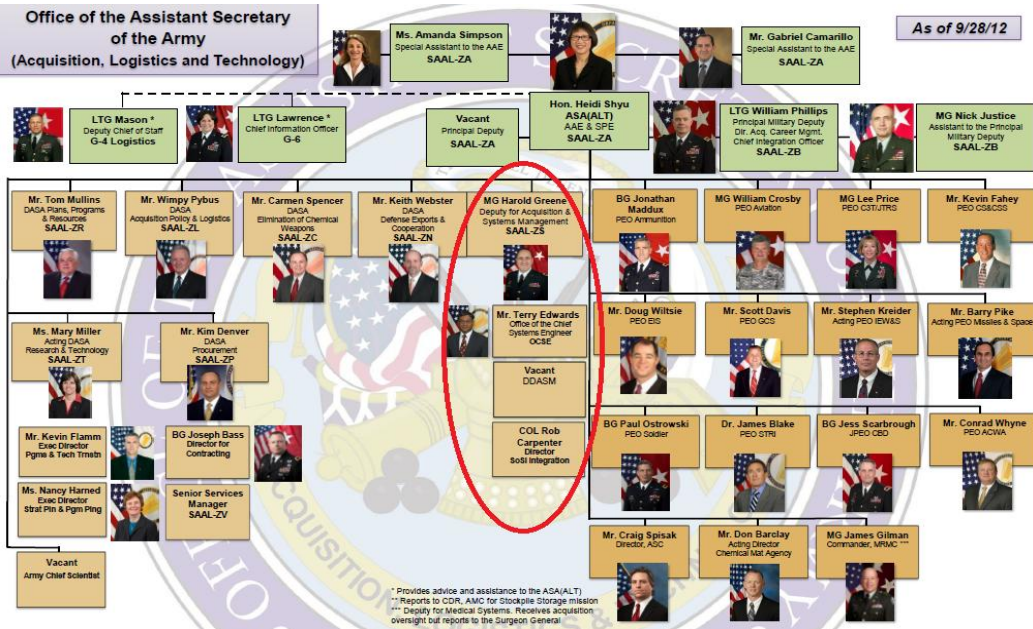 Office of the Assistant Secretary
of the Army
(Acquisition, Logistics and Technology)
Ms. Amanda Simpson
Special Assistant to the AAE
SAAL-ZA
Mr. Gabriel Camarillo
Special Assistant to the AAE
SAAL-ZA
As of 9/28/12
LTG Mason *
Deputy Chief of Staff
G-4 Logistics
LTG Lawrence *
Chief Information Officer
G-6
Vacant
Principal Deputy
SAAL-ZA
Hon. Heidi Shyu
ASA(ALT)
AAE & SPE
SAAL-ZA
LTG William Phillips
Principal Military Deputy
Dir. Acq. Career Mgmt.
Chief Integration Officer
SAAL-ZB
MG Nick Justice
Assistant to the Principal
Military Deputy
SAAL-ZB
Mr. Tom Mullins
DASA Plans, Programs
& Resources
SAAL-ZR
Mr. Wimpy Pybus
DASA
Acquisition Policy & Logistics
SAAL-ZL
Mr. Carmen Spencer
DASA
Elimination of Chemical
Weapons
SAAL-ZC
Mr. Keith Webster
DASA
Defense Exports &
Cooperation
SAAL-ZN
MG Harold Greene
Deputy for Acquisition &
Systems Management
SAAL-ZS
BG Jonathan
Maddux
PEO Ammunition
MG William Crosby
PEO Aviation
MG Lee Price
PEO C3T/JTRS
Mr. Kevin Fahey
PEO CS&CSS
Ms. Mary Miller
Acting DASA
Research & Technology
SAAL-ZT
Mr. Kim Denver
DASA
Procurement
SAAL-ZP
Mr. Terry Edwards
Office of the Chief
Systems Engineer
OCSE
Mr. Doug Wiltsie
PEO EIS
Mr. Scott Davis
PEO GCS
Mr. Stephen Kreider
Acting PEO IEW&S
Mr. Barry Pike
Acting PEO Missiles & Space
Vacant
DDASM
Mr. Kevin Flamm
Exec Director
Pgms & Tech Trnstn
BG Joseph Bass
Director for
Contracting
COL Rob
Carpenter
Director
SoSI Integration
BG Paul Ostrowski
PEO Soldier
Dr. James Blake
PEO STRI
BG Jess Scarbrough
JPEO CBD
Mr. Conrad Whyne
PEO ACWA
Ms. Nancy Harned
Exec Director
Strat Pln & Pgm Plng
Senior Services
Manager
SAAL-ZV
Vacant
Army Chief Scientist
Mr. Craig Spisak
Director, ASC
Mr. Don Barclay
Acting Director
Chemical Mat Agency
MG James Gilman
Commander, MRMC ***
* Provides advice and assistance to the ASA(ALT)
** Reports to CDR, AMC for Stockpile Storage mission
*** Deputy for Medical Systems. Receives acquisition
oversight but reports to the Surgeon General